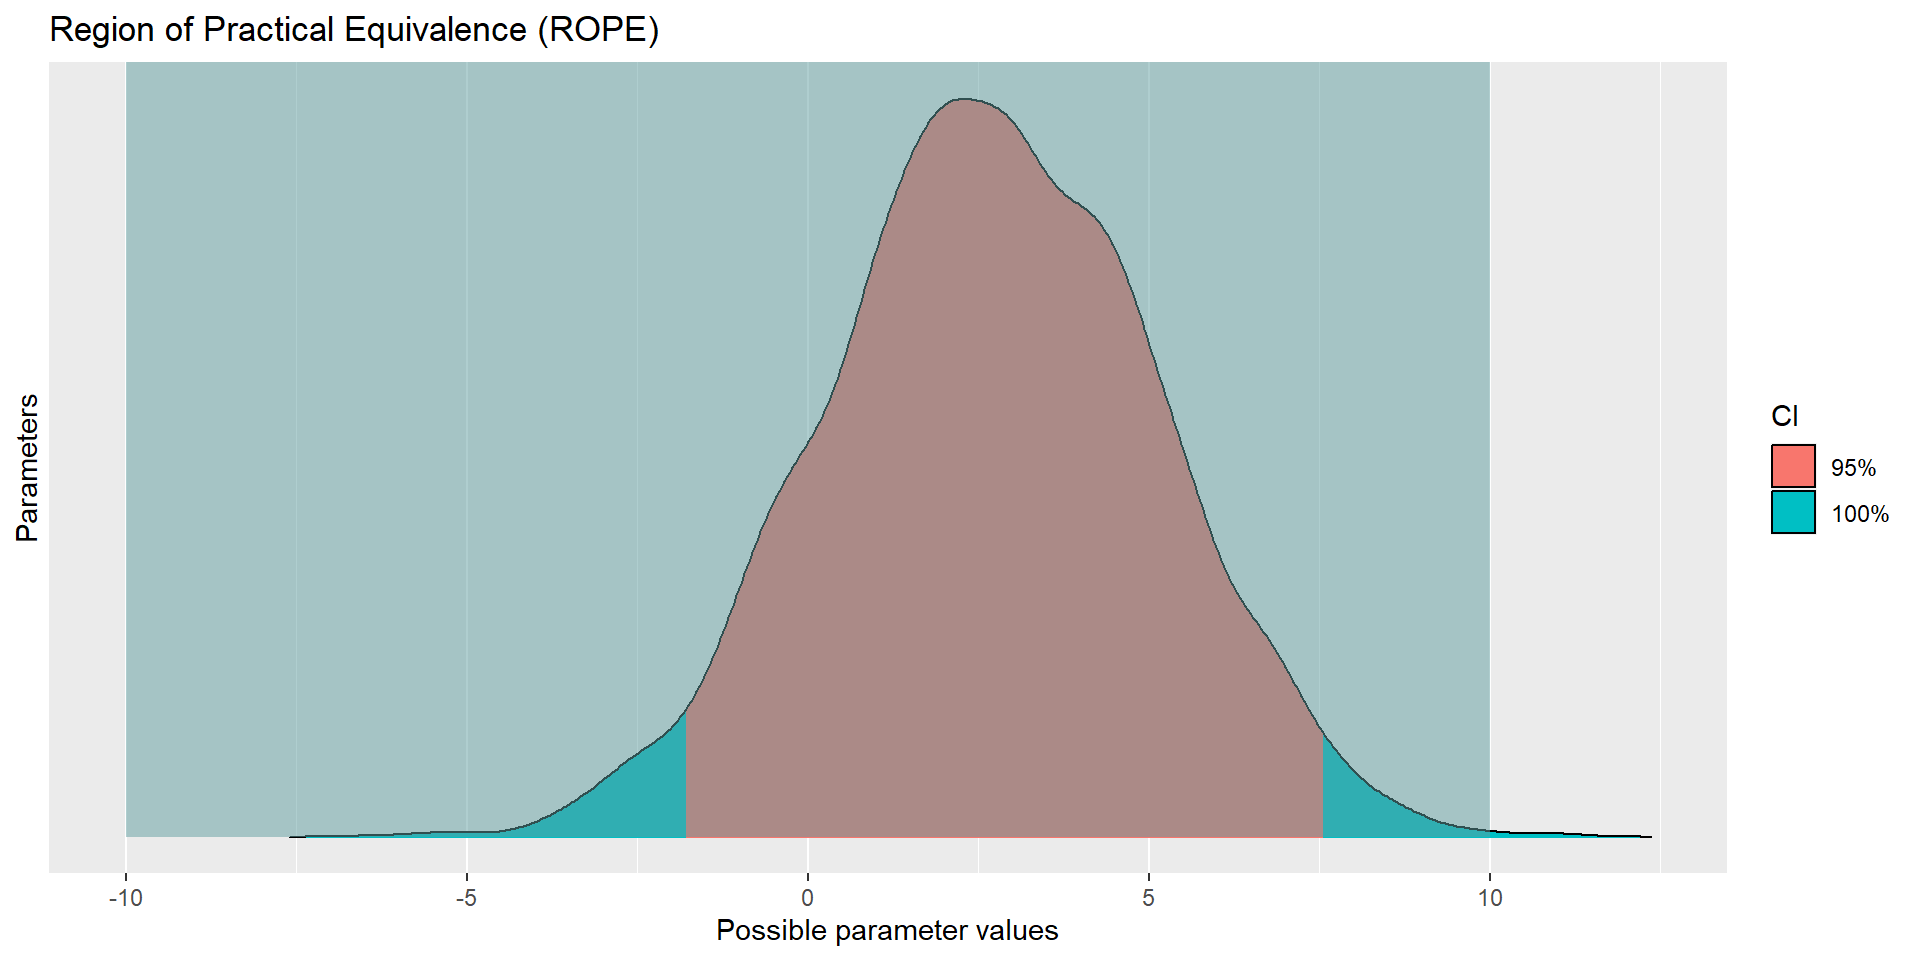 Region of Practical Equivalence (ROPE)
Parameters
CI
95%
100%
-10
-5
0
5
10
Possible parameter values